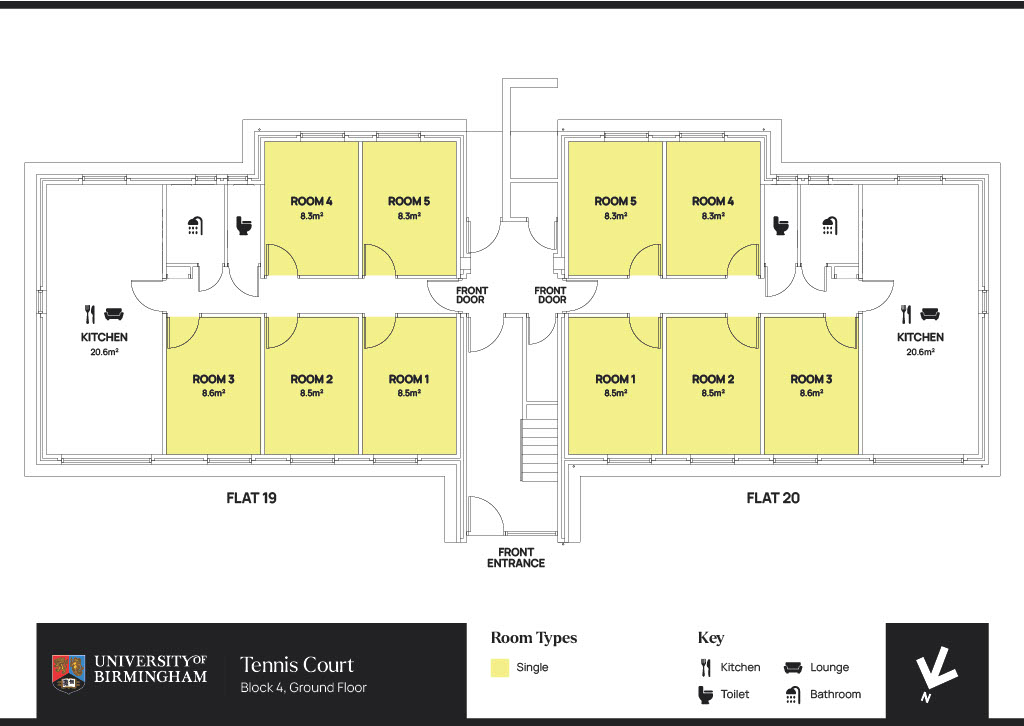 ROOM 4
8.3m²
ROOM 5
8.3m²
ROOM 5
8.3m²
ROOM 4
8.3m²
FRONT
DOOR
FRONT
DOOR
KITCHEN
20.6m²
KITCHEN
20.6m²
ROOM 3
8.6m²
ROOM 2
8.5m²
ROOM 1
8.5m²
ROOM 1
8.5m²
ROOM 2
8.5m²
ROOM 3
8.6m²
FLAT 19
FLAT 20
FRONT
ENTRANCE
UNIVERSITY OF
BIRMINGHAM
Tennis Court
Block 4, Ground Floor
Room Types
Single
Key
Kitchen
Lounge
Toilet
Bathroom
N